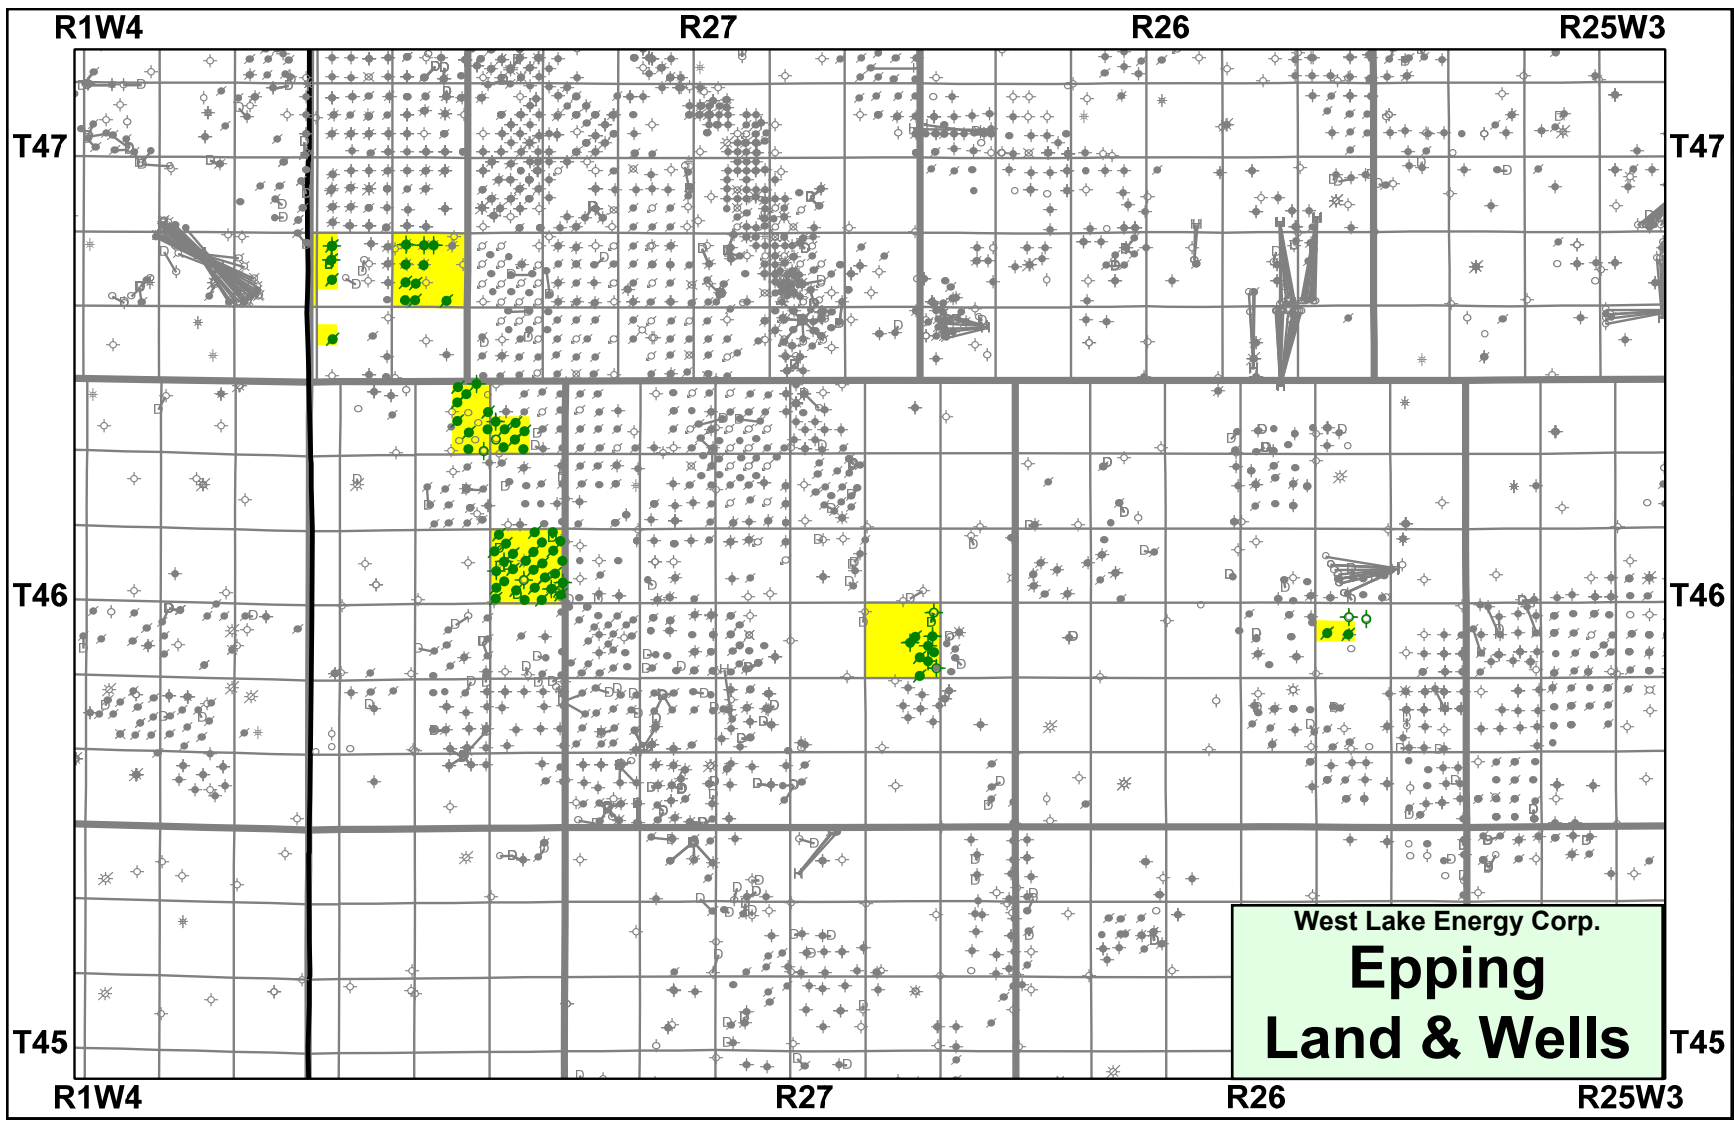 R1W4 R27 R26 R25W3
T47 T47
T46 T46
West Lake Energy Corp.
Epping
Land & Wells
T45 T45
R1W4 R27 R26 R25W3